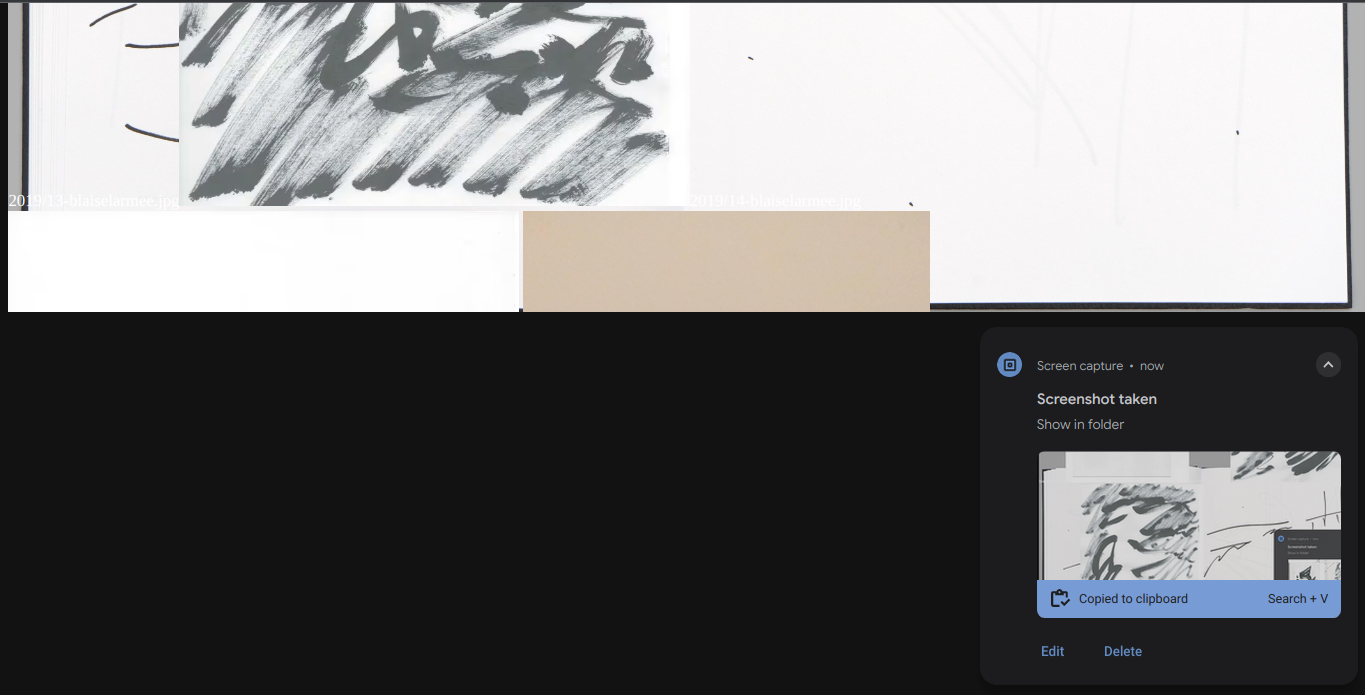 2019/13-blaiselarmee.jpg
2019/14-blaiselarmee.jpg
Screen capture • now
Screenshot taken
Show in folder
Copied to clipboard
Search + V
Edit
Delete